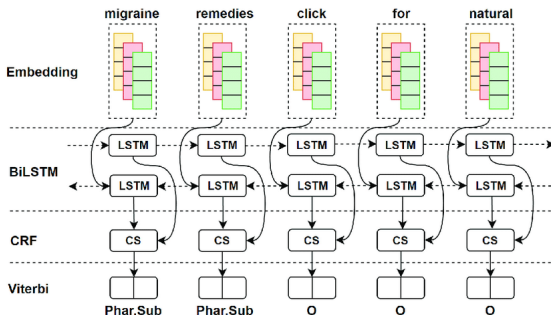 migraine remedies click for natural
Embedding
LSTM LSTM LSTM LSTM LSTM
BiLSTM
LSTM LSTM LSTM LSTM LSTM
CRF CS CS CS CS CS
Viterbi
Phar.Sub Phar.Sub O O O